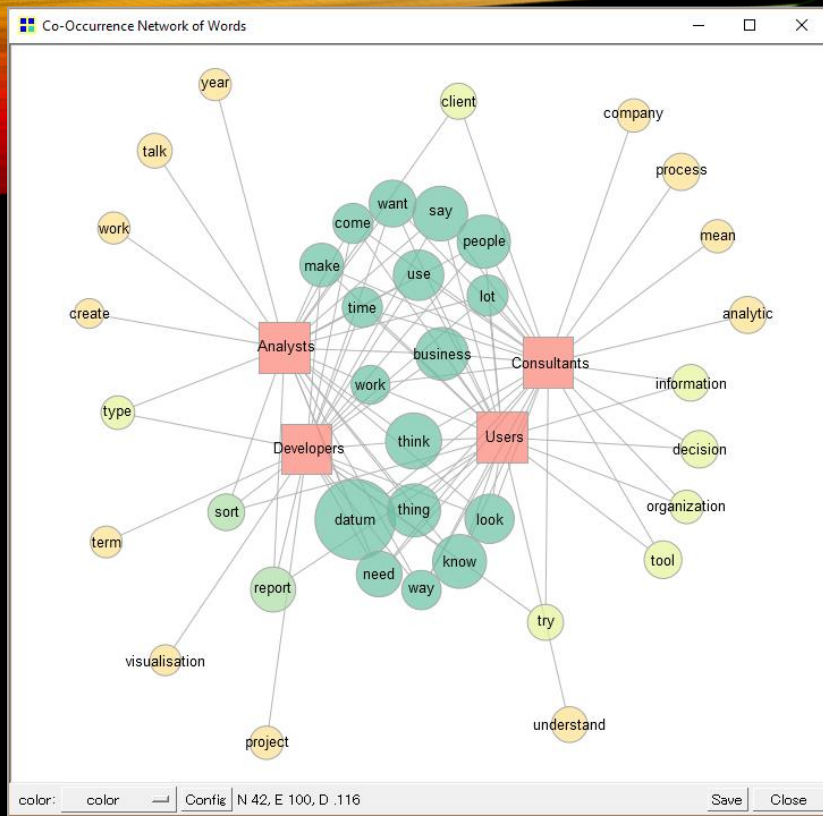 Co-Occurrence Network of Words
year
client
company
talk
process
want
say
come
people
work
mean
make
use
time
lot
create
analytic
Analysts
business
Consultants
work
information
type
think
Users
Developers
decision
sort
datum
thing
look
organization
term
know
tool
need
way
report
try
visualisation
understand
project
color: color Config N 42, E 100, D .116 Save Close